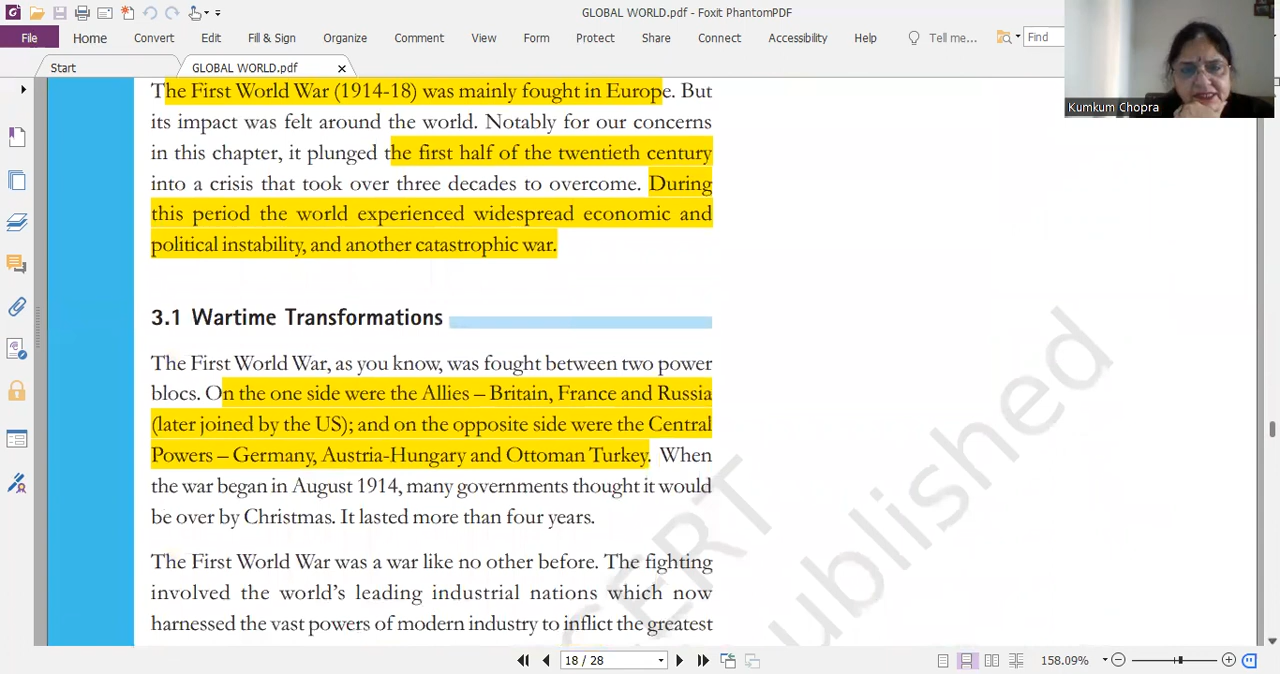 GLOBAL WORLD.pdf - Foxit PhantomPDF
File Home Convert Edit Fill & Sign Organize Comment View Form Protect Share Connect Accessibility Help Tell me... Find
Start GLOBAL WORLD.pdf
Kumkum Chopra
The First World War (1914-18) was mainly fought in Europe. But
its impact was felt around the world. Notably for our concerns
in this chapter, it plunged the first half of the twentieth century
into a crisis that took over three decades to overcome. During
this period the world experienced widespread economic and
political instability, and another catastrophic war.
3.1 Wartime Transformations
The First World War, as you know, was fought between two power
blocs. On the one side were the Allies – Britain, France and Russia
(later joined by the US); and on the opposite side were the Central
Powers – Germany, Austria-Hungary and Ottoman Turkey. When
the war began in August 1914, many governments thought it would
be over by Christmas. It lasted more than four years.
The First World War was a war like no other before. The fighting
involved the world's leading industrial nations which now
harnessed the vast powers of modern industry to inflict the greatest
CERT
ublished
18 / 28
158.09%